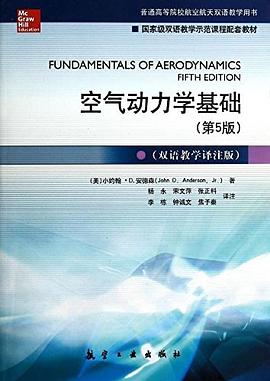 普通高等院校航空航天双语教学用书
Mc
Graw
Hill
Education
国家级双语教学示范课程配套教材
FUNDAMENTALS OF AERODYNAMICS
FIFTH EDITION
空气动力学基础
(第5版)
(双语教学译注版)
(美)小约翰·D.安德森(John D. Anderson, Jr.) 著
杨 永 宋文萍 张正科
李 栋 钟诚文 焦子秦
译注
航空工业出版社